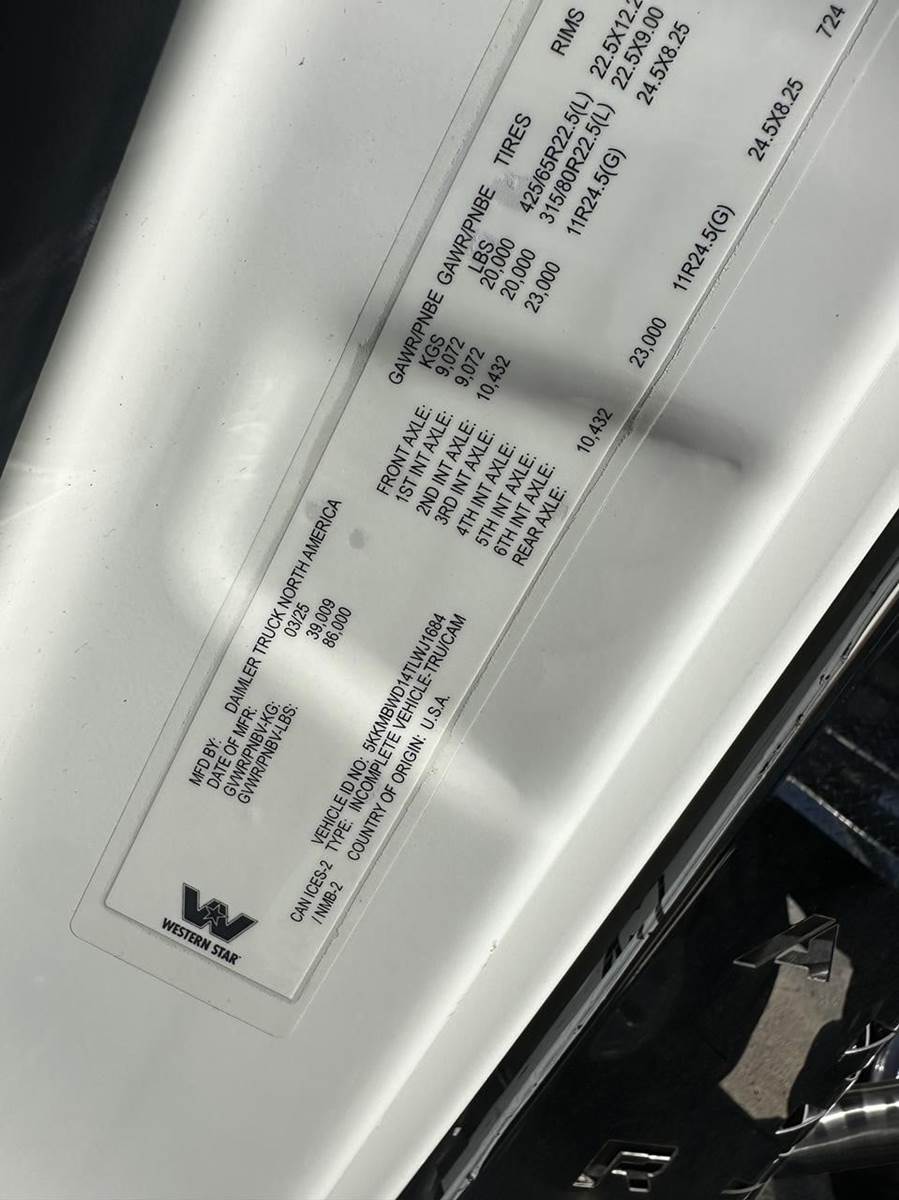 WESTERN STAR
MFD BY: DAIMLER TRUCK NORTH AMERICA
DATE OF MFR: 03/25
GVWR/PNBV-KG: 39,009
GVWR/PNBV-LBS: 86,000
CAN ICES-2 VEHICLE ID NO: 5KKMBWD14TLWJ1684
/ NMB-2 TYPE: INCOMPLETE VEHICLE-TRU/CAM
COUNTRY OF ORIGIN: U.S.A.
GAWR/PNBE GAWR/PNBE TIRES RIMS
KGS LBS
FRONT AXLE: 9,072 20,000 425/65R22.5(L) 22.5X12.2
1ST INT AXLE: 9,072 20,000 315/80R22.5(L) 22.5X9.00
2ND INT AXLE: 10,432 23,000 11R24.5(G) 24.5X8.25
3RD INT AXLE:
4TH INT AXLE:
5TH INT AXLE:
6TH INT AXLE:
REAR AXLE: 10,432 23,000 11R24.5(G) 24.5X8.25
724